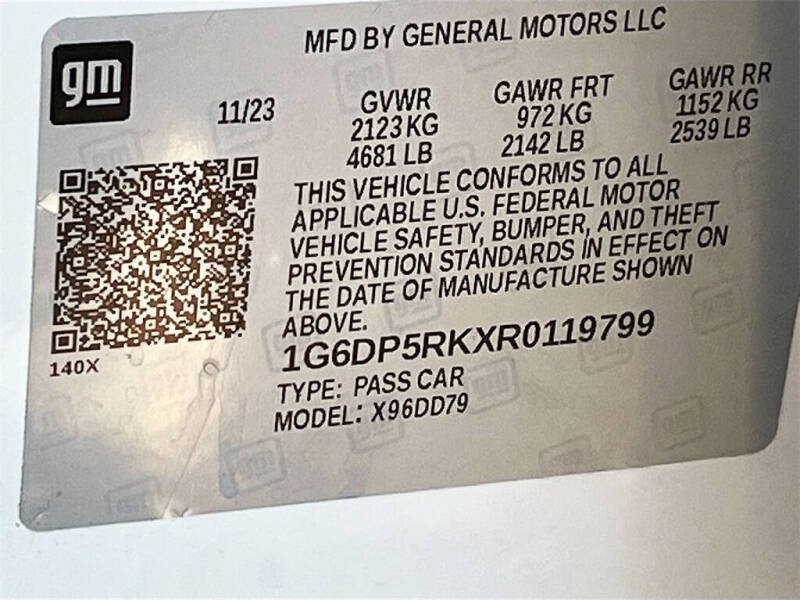 gm
MFD BY GENERAL MOTORS LLC
11/23
GVWR
2123 KG
4681 LB
GAWR FRT
972 KG
2142 LB
GAWR RR
1152 KG
2539 LB
THIS VEHICLE CONFORMS TO ALL
APPLICABLE U.S. FEDERAL MOTOR
VEHICLE SAFETY, BUMPER, AND THEFT
PREVENTION STANDARDS IN EFFECT ON
THE DATE OF MANUFACTURE SHOWN
ABOVE.
140X
1G6DP5RKXR0119799
TYPE: PASS CAR
MODEL: X96DD79